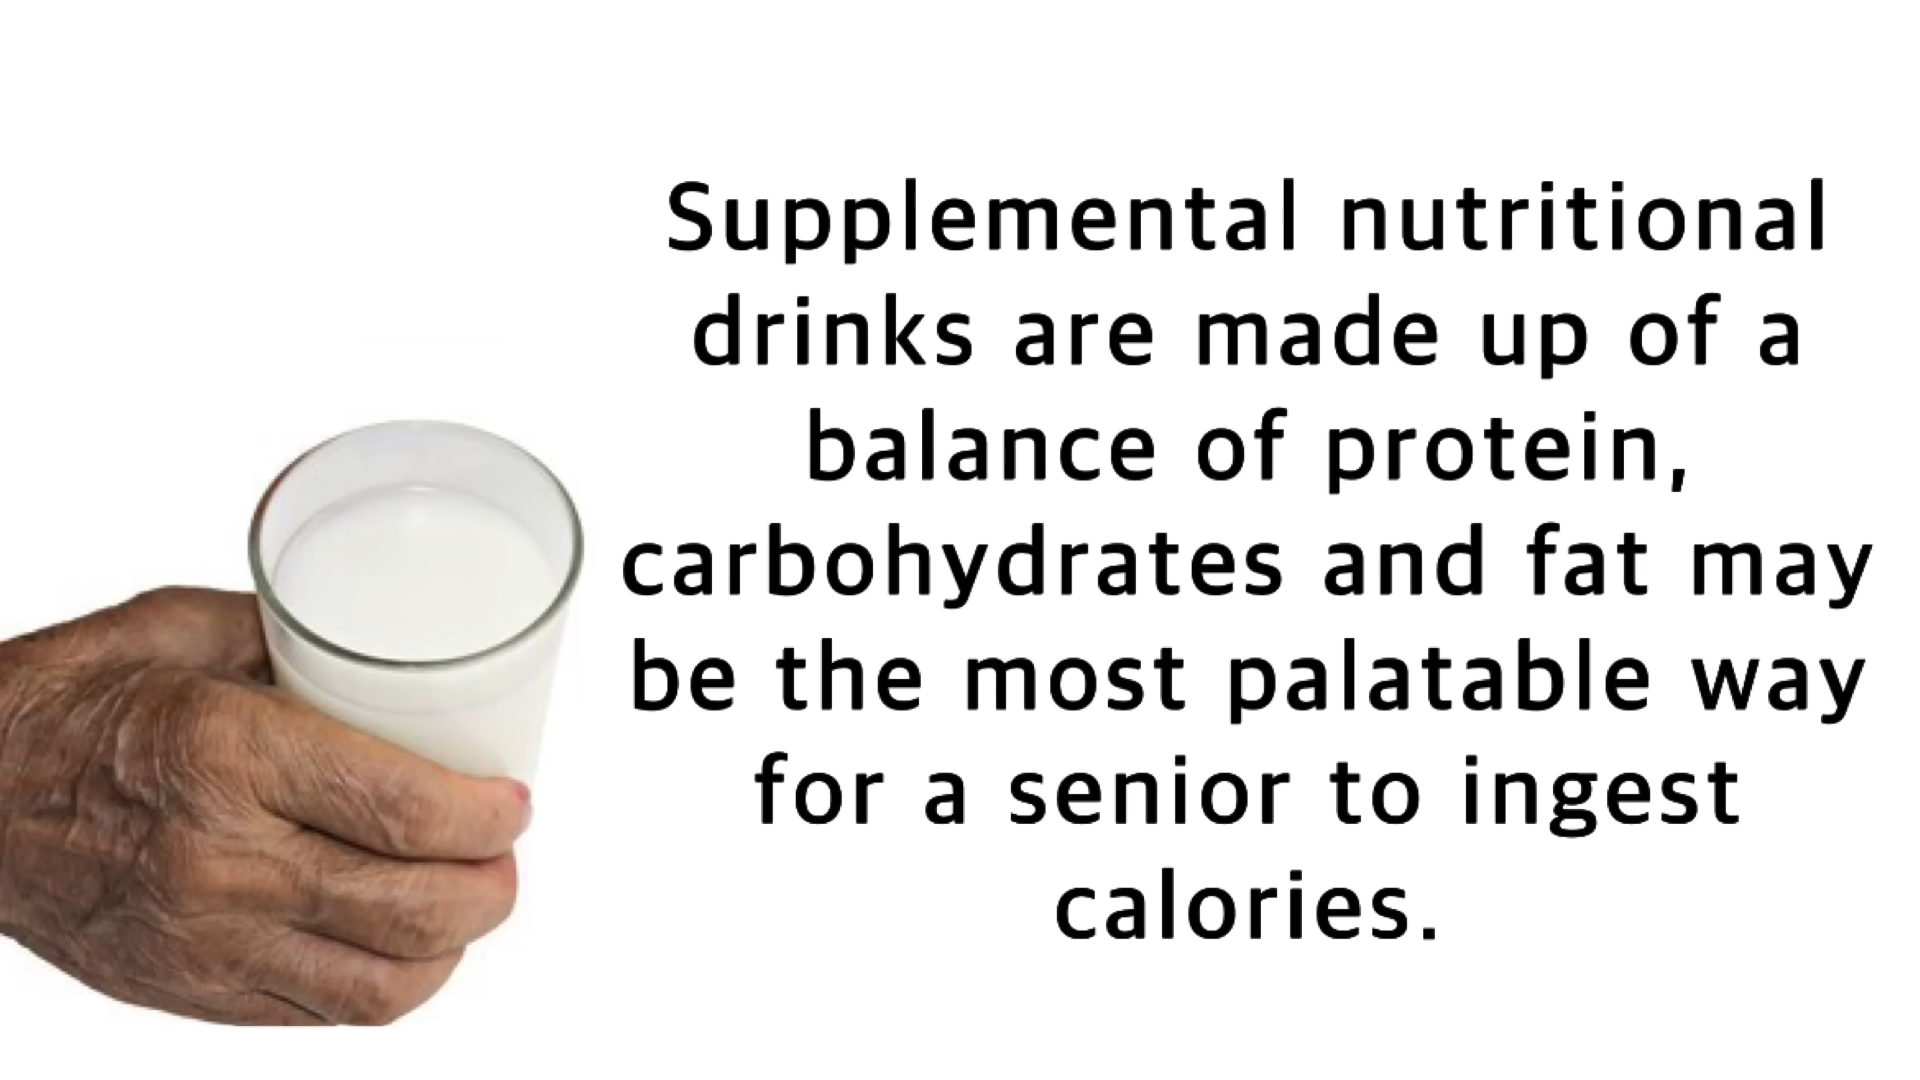 Supplemental nutritional
drinks are made up of a
balance of protein,
carbohydrates and fat may
be the most palatable way
for a senior to ingest
calories.